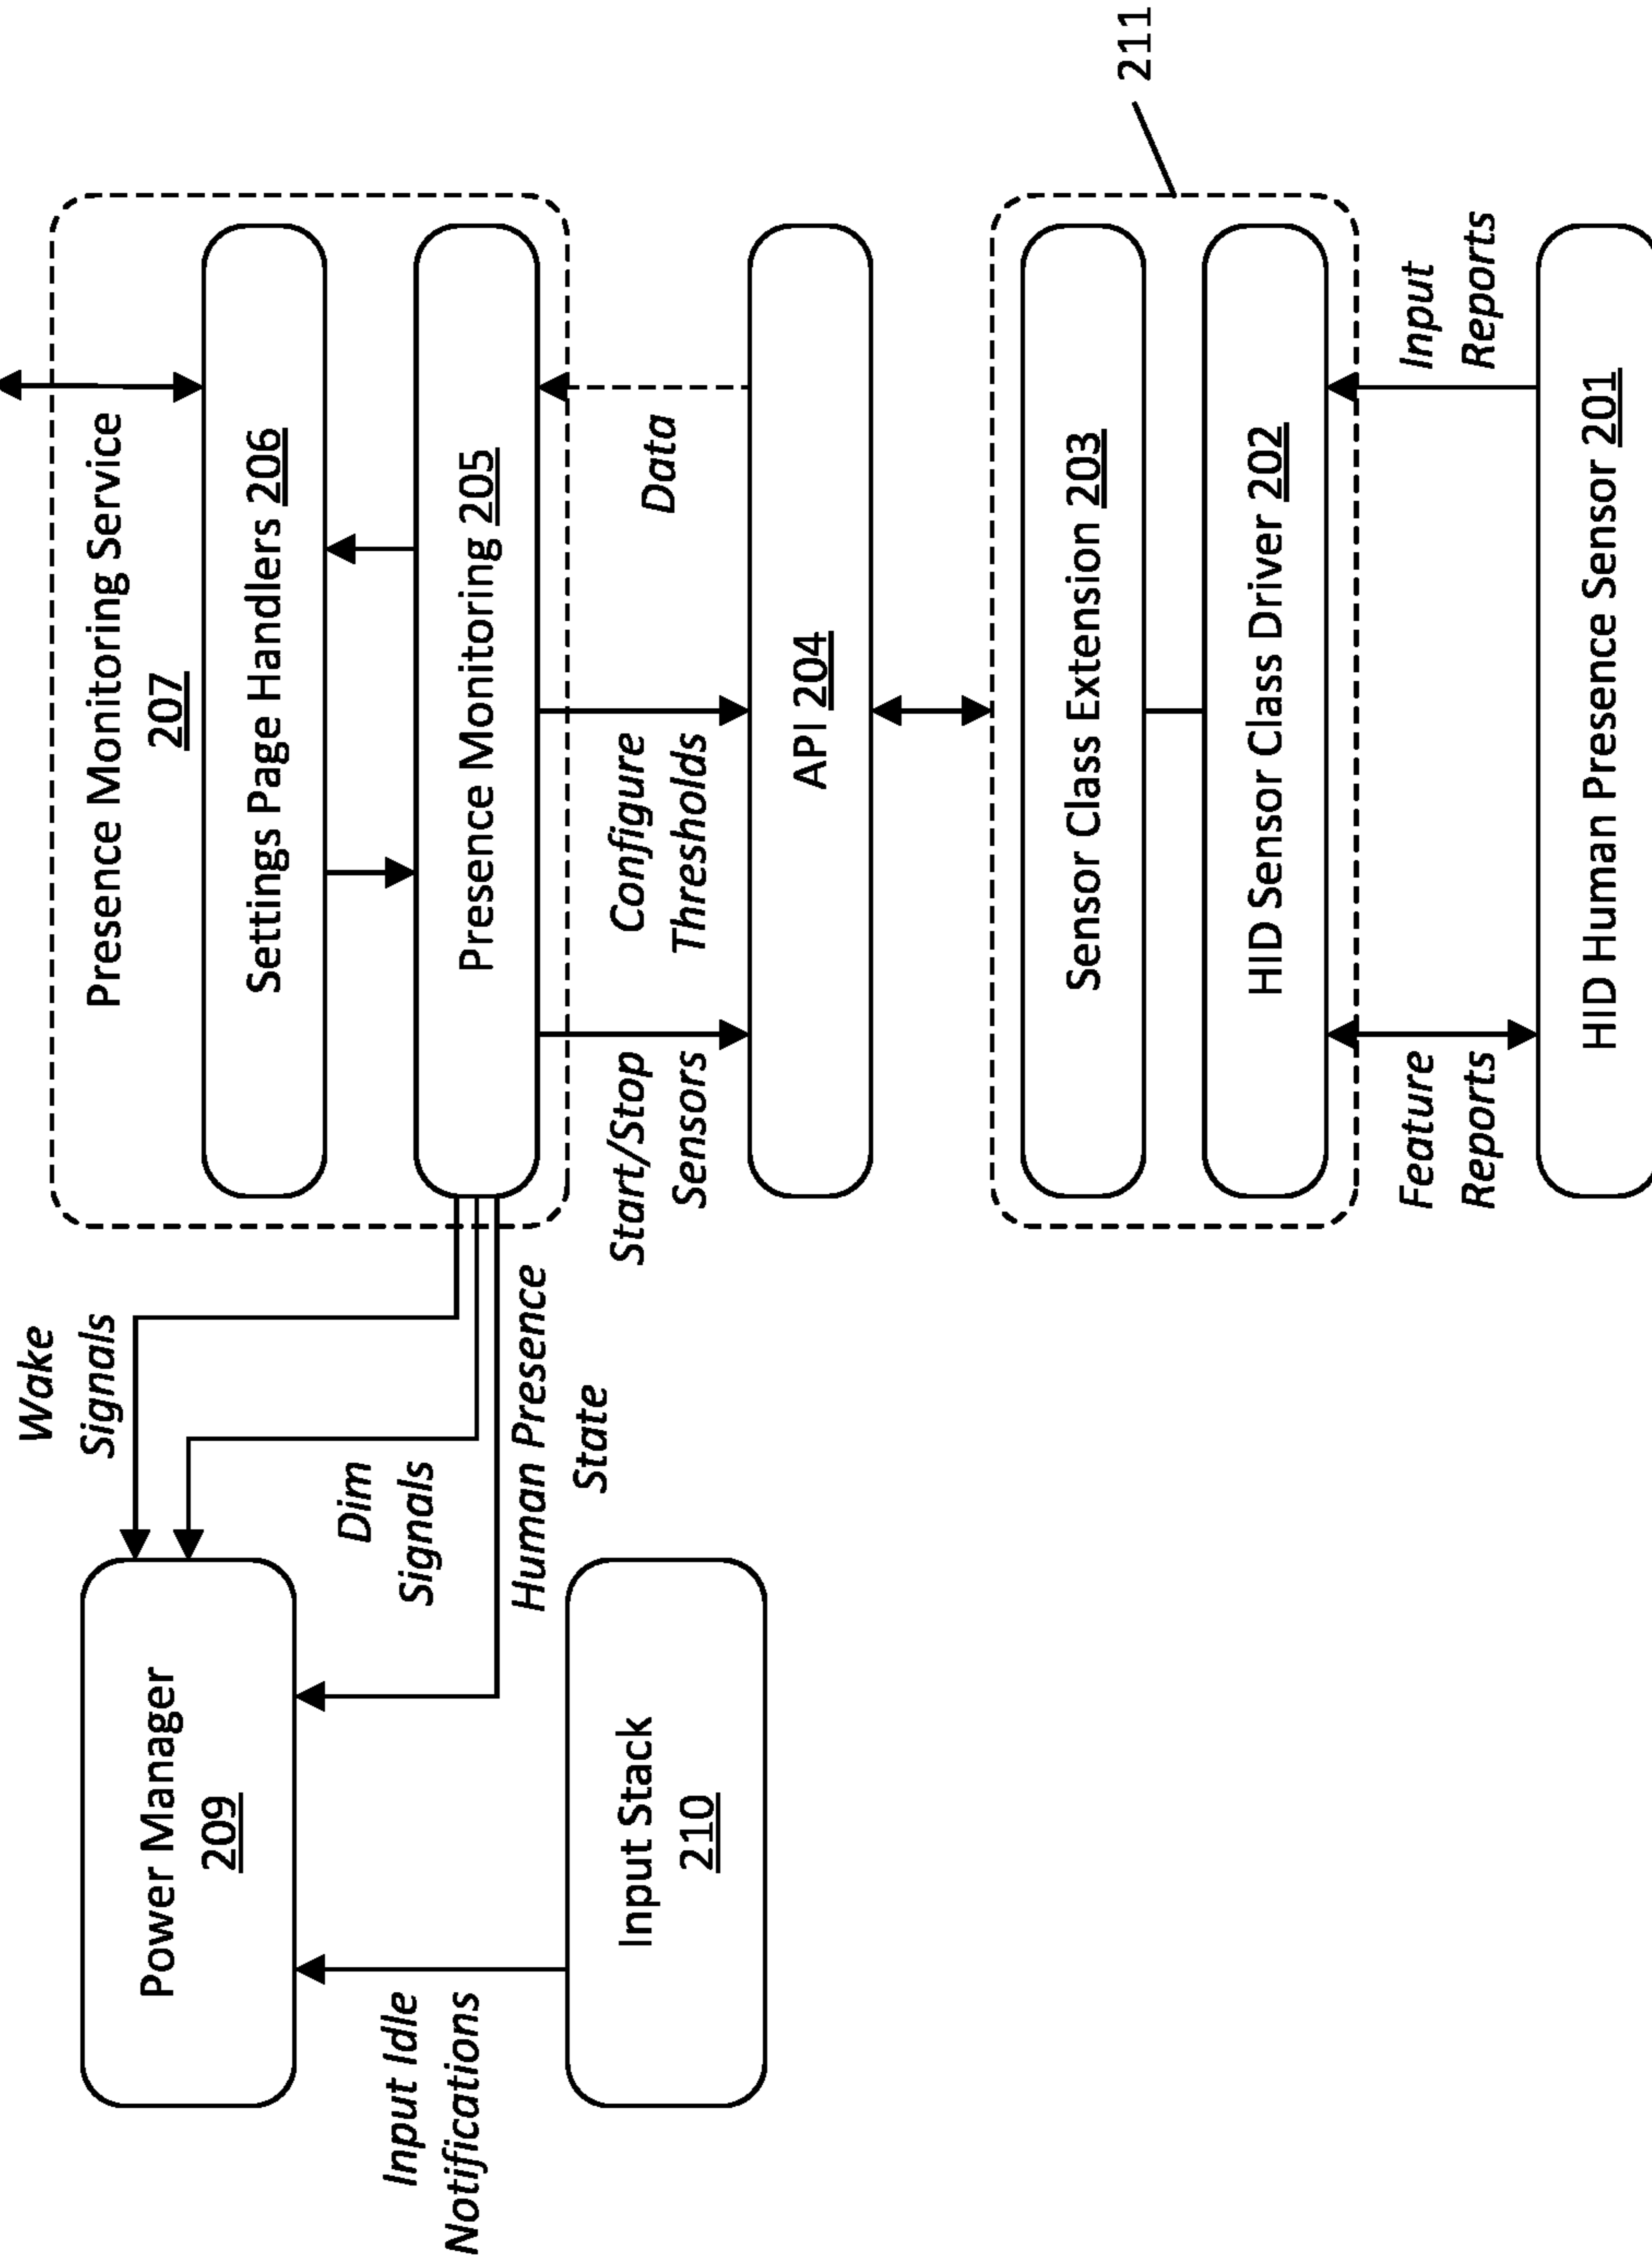 Presence Monitoring Service
207
Settings Page Handlers 206
Presence Monitoring 205
Wake
Signals
Dim
Signals
Human Presence
State
Power Manager
209
Input Idle
Notifications
Input Stack
210
Start/Stop
Sensors
Configure
Thresholds
Data
API 204
Sensor Class Extension 203
HID Sensor Class Driver 202
211
Feature
Reports
Input
Reports
HID Human Presence Sensor 201